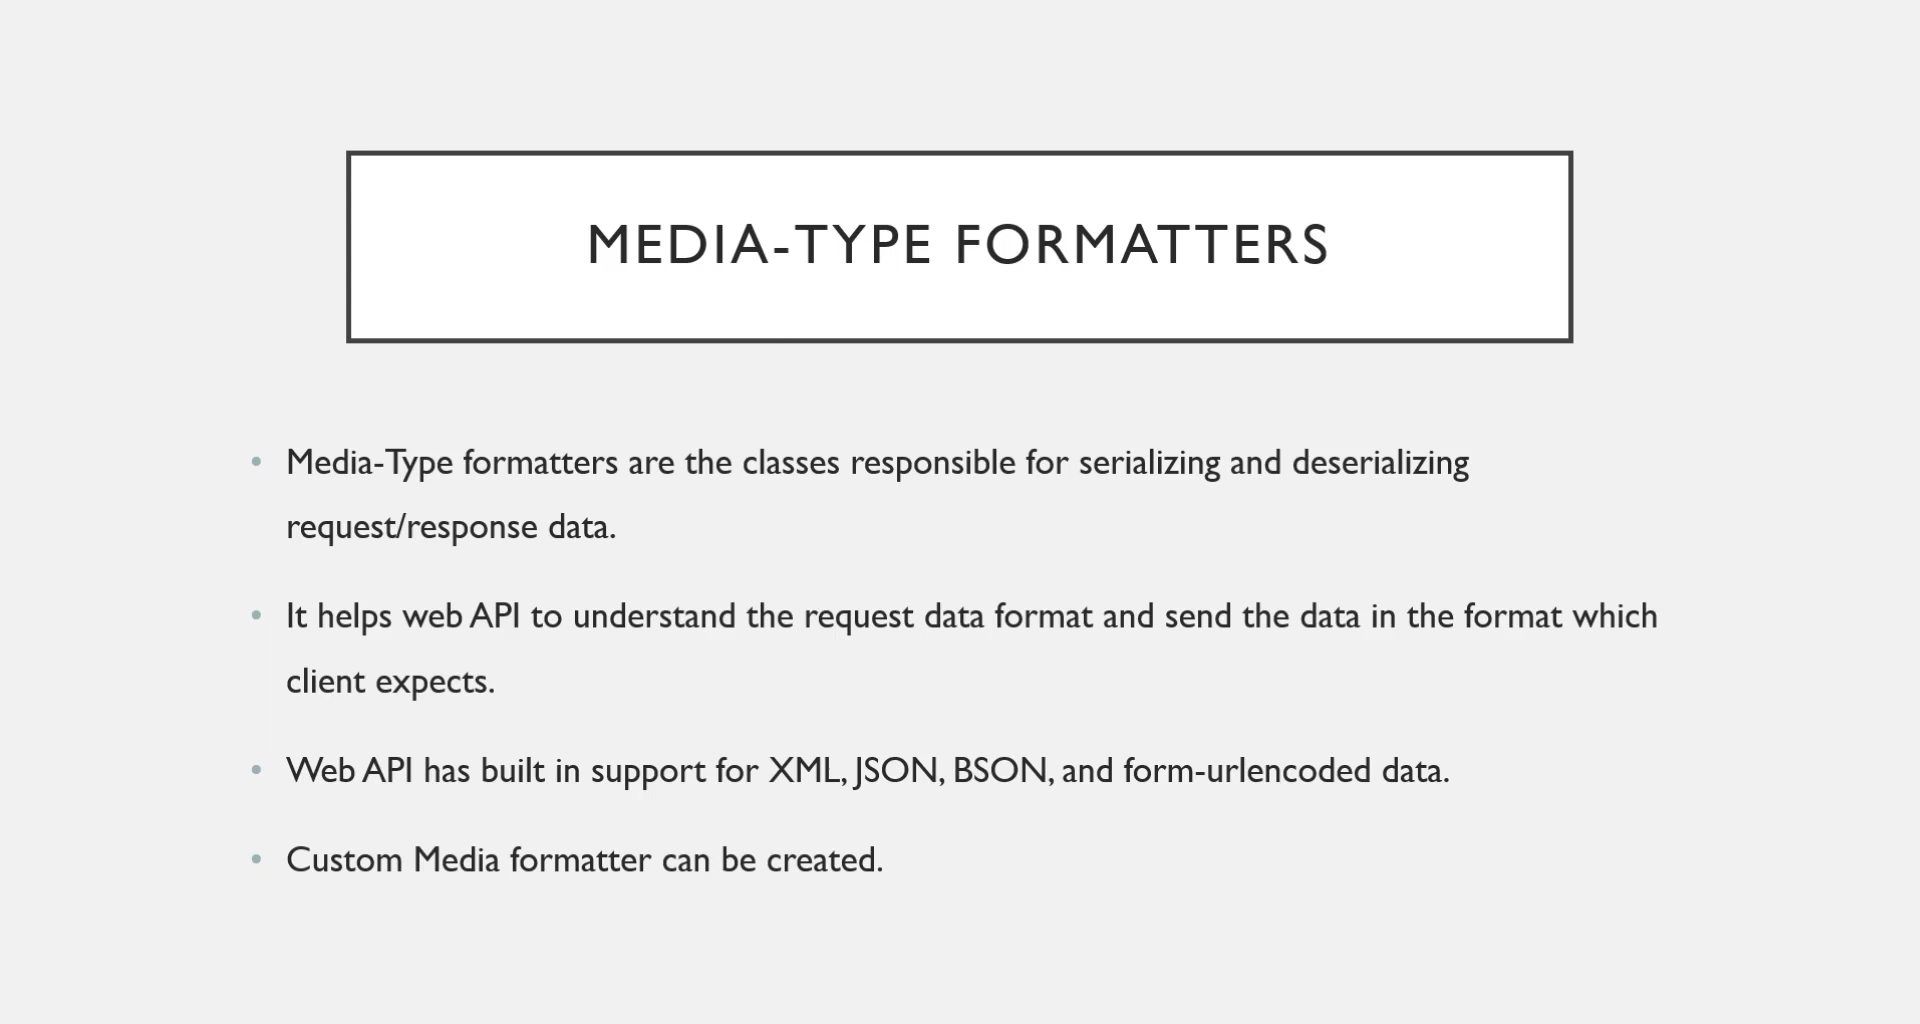 MEDIA-TYPE FORMATTERS
• Media-Type formatters are the classes responsible for serializing and deserializing
request/response data.
• It helps web API to understand the request data format and send the data in the format which
client expects.
• Web API has built in support for XML, JSON, BSON, and form-urlencoded data.
• Custom Media formatter can be created.